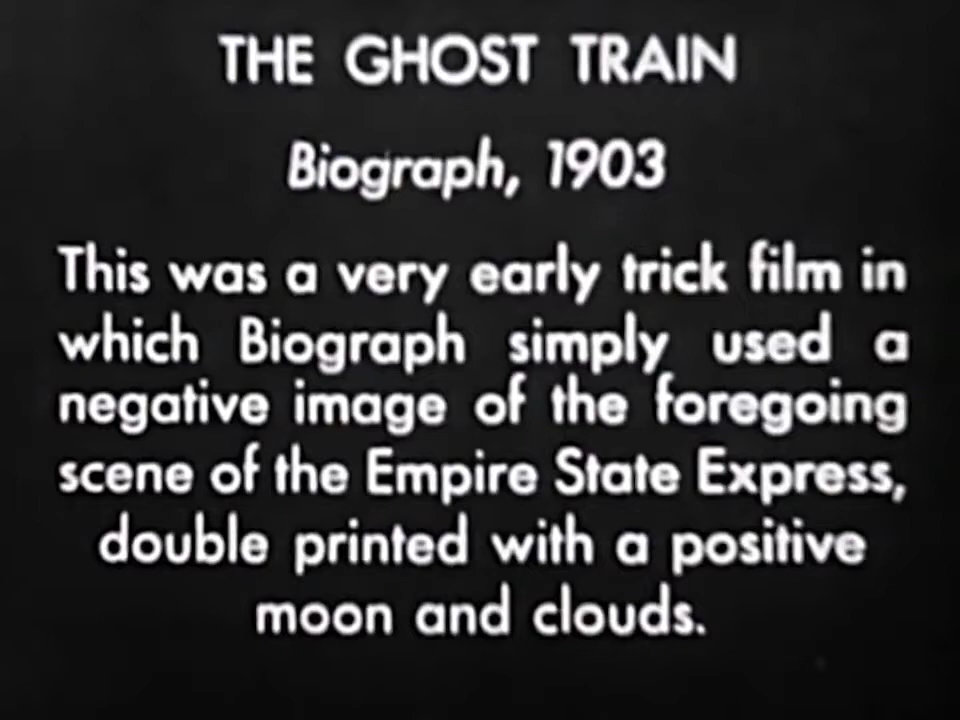 THE GHOST TRAIN
Biograph, 1903
This was a very early trick film in
which Biograph simply used a
negative image of the foregoing
scene of the Empire State Express,
double printed with a positive
moon and clouds.